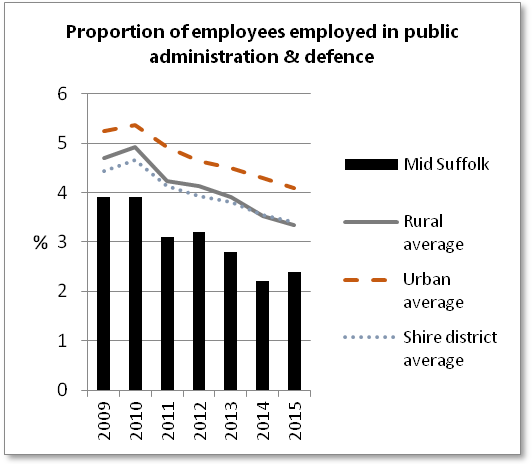 Proportion of employees employed in public
administration & defence
6
5
4
3
2
1
0
%
2009
2010
2011
2012
2013
2014
2015
Mid Suffolk
Rural
average
Urban
average
Shire district
average